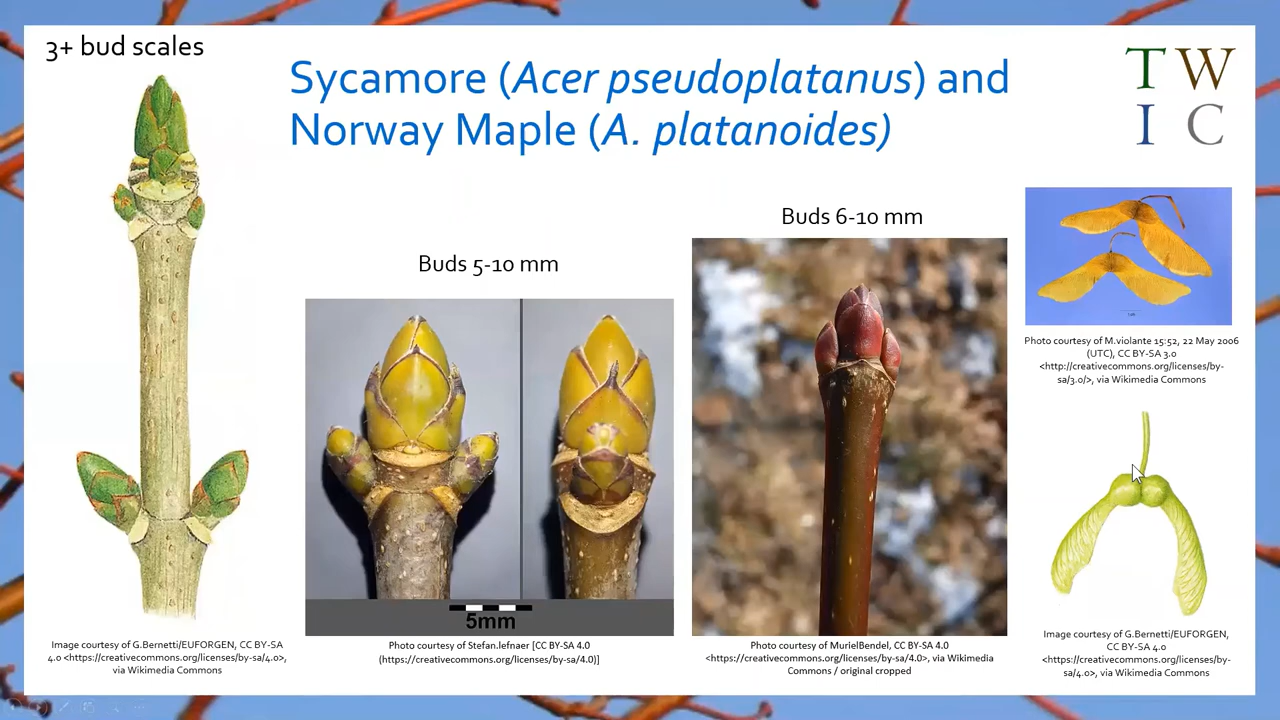 3+ bud scales
Sycamore (Acer pseudoplatanus) and
Norway Maple (A. platanoides)
T W
I C
Buds 5-10 mm
Buds 6-10 mm
5mm
Image courtesy of G.Bernetti/EUFORGEN, CC BY-SA
4.0 <https://creativecommons.org/licenses/by-sa/4.0>,
via Wikimedia Commons
Photo courtesy of Stefan.lefnaer [CC BY-SA 4.0
(https://creativecommons.org/licenses/by-sa/4.0)]
Photo courtesy of MurielBendel, CC BY-SA 4.0
<https://creativecommons.org/licenses/by-sa/4.0>, via Wikimedia
Commons / original cropped
Photo courtesy of M.violante 15:52, 22 May 2006
(UTC), CC BY-SA 3.0
<http://creativecommons.org/licenses/by-
sa/3.0/>, via Wikimedia Commons
Image courtesy of G.Bernetti/EUFORGEN,
CC BY-SA 4.0
<https://creativecommons.org/licenses/by-
sa/4.0>, via Wikimedia Commons